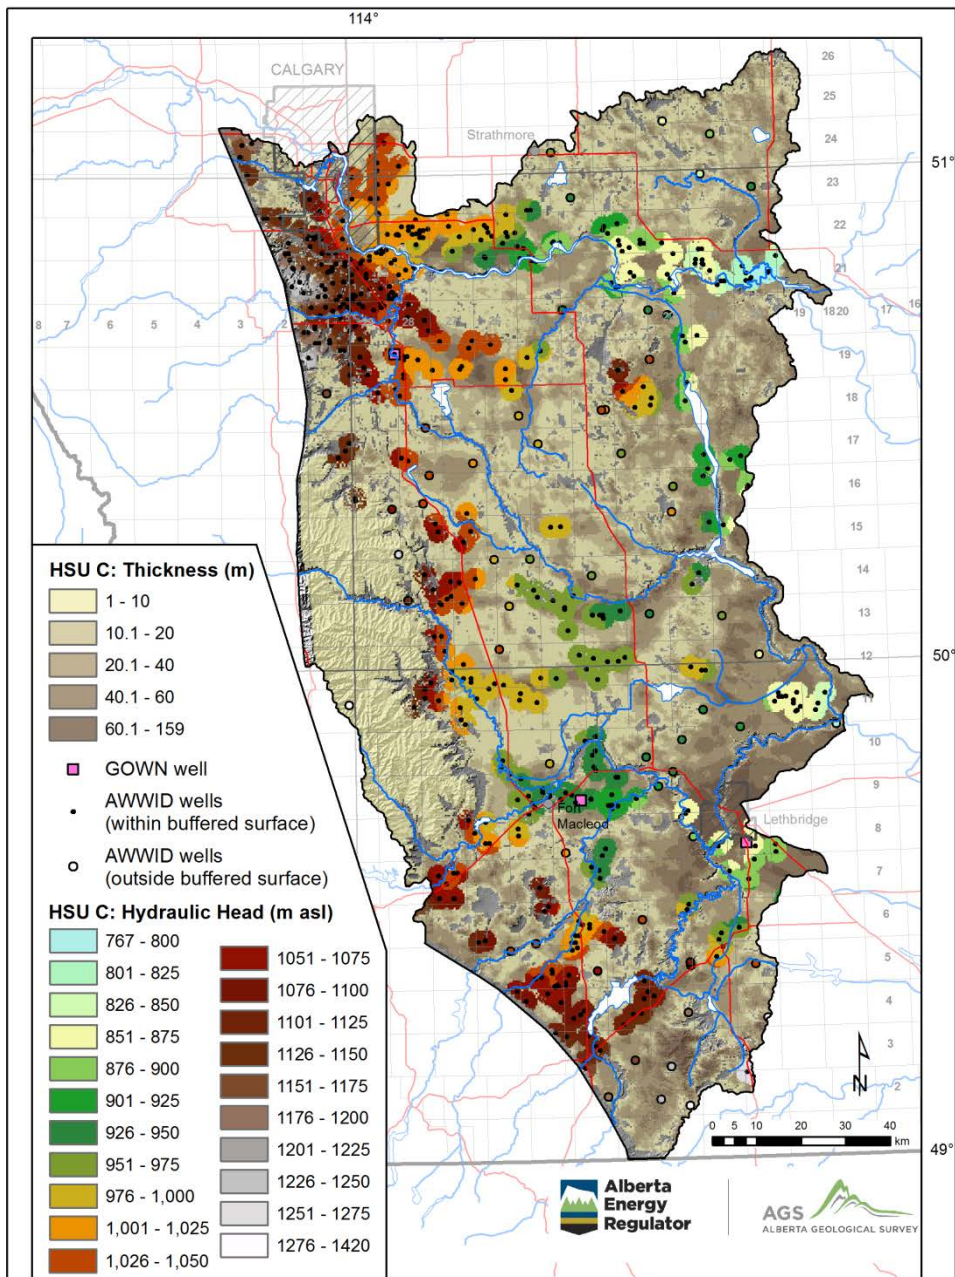 114°
CALGARY
Strathmore
26
25
24
51°
23
22
21
19
18
20
17
16
8
7
6
5
4
3
2
28
19
18
17
16
15
14
13
50°
12
11
10
9
8
7
6
5
4
3
2
49°
Fort
Macleod
Lethbridge
HSU C: Thickness (m)
1 - 10
10.1 - 20
20.1 - 40
40.1 - 60
60.1 - 159
GOWN well
AWWID wells
(within buffered surface)
AWWID wells
(outside buffered surface)
HSU C: Hydraulic Head (m asl)
767 - 800
801 - 825
826 - 850
851 - 875
876 - 900
901 - 925
926 - 950
951 - 975
976 - 1,000
1,001 - 1,025
1,026 - 1,050
1051 - 1075
1076 - 1100
1101 - 1125
1126 - 1150
1151 - 1175
1176 - 1200
1201 - 1225
1226 - 1250
1251 - 1275
1276 - 1420
N
0 5 10 20 30 40
km
Alberta
Energy
Regulator
AGS
ALBERTA GEOLOGICAL SURVEY